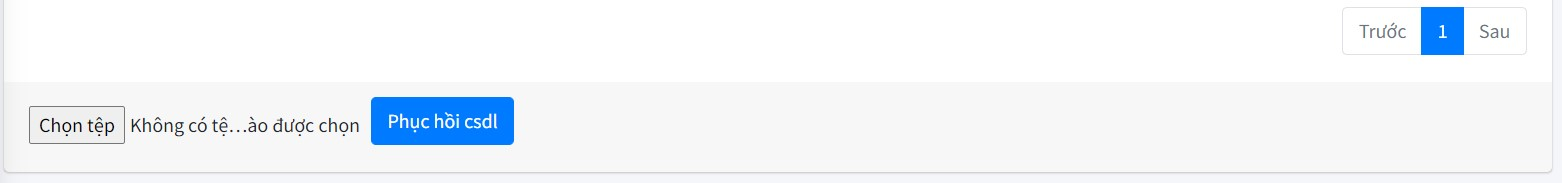 Trước 1 Sau
Chọn tệp Không có tệ...ào được chọn Phục hồi csdl